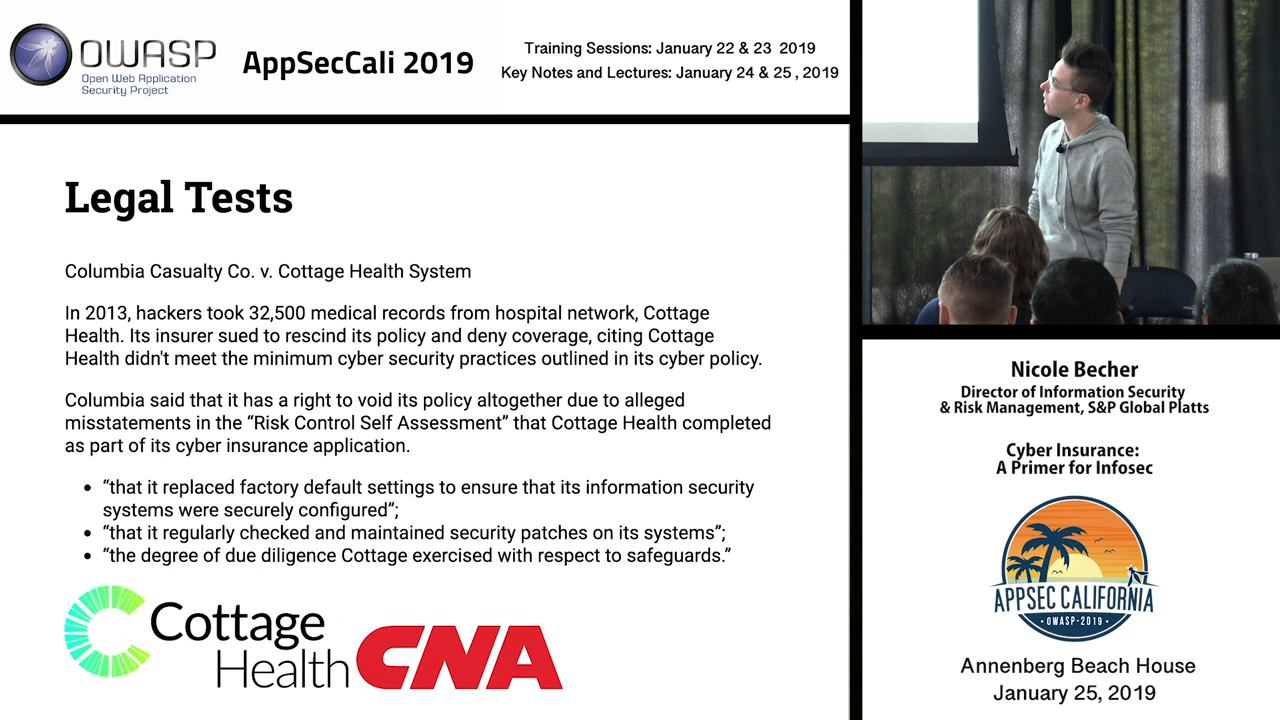 OWASP
Open Web Application
Security Project
AppSecCali 2019
Training Sessions: January 22 & 23 2019
Key Notes and Lectures: January 24 & 25 , 2019
Legal Tests
Columbia Casualty Co. v. Cottage Health System
In 2013, hackers took 32,500 medical records from hospital network, Cottage
Health. Its insurer sued to rescind its policy and deny coverage, citing Cottage
Health didn't meet the minimum cyber security practices outlined in its cyber policy.
Columbia said that it has a right to void its policy altogether due to alleged
misstatements in the “Risk Control Self Assessment” that Cottage Health completed
as part of its cyber insurance application.
• “that it replaced factory default settings to ensure that its information security
systems were securely configured”;
• “that it regularly checked and maintained security patches on its systems”;
• “the degree of due diligence Cottage exercised with respect to safeguards.”
Cottage
Health
CNA
Nicole Becher
Director of Information Security
& Risk Management, S&P Global Platts
Cyber Insurance:
A Primer for Infosec
APPSEC CALIFORNIA
• OWASP-2019 •
Annenberg Beach House
January 25, 2019